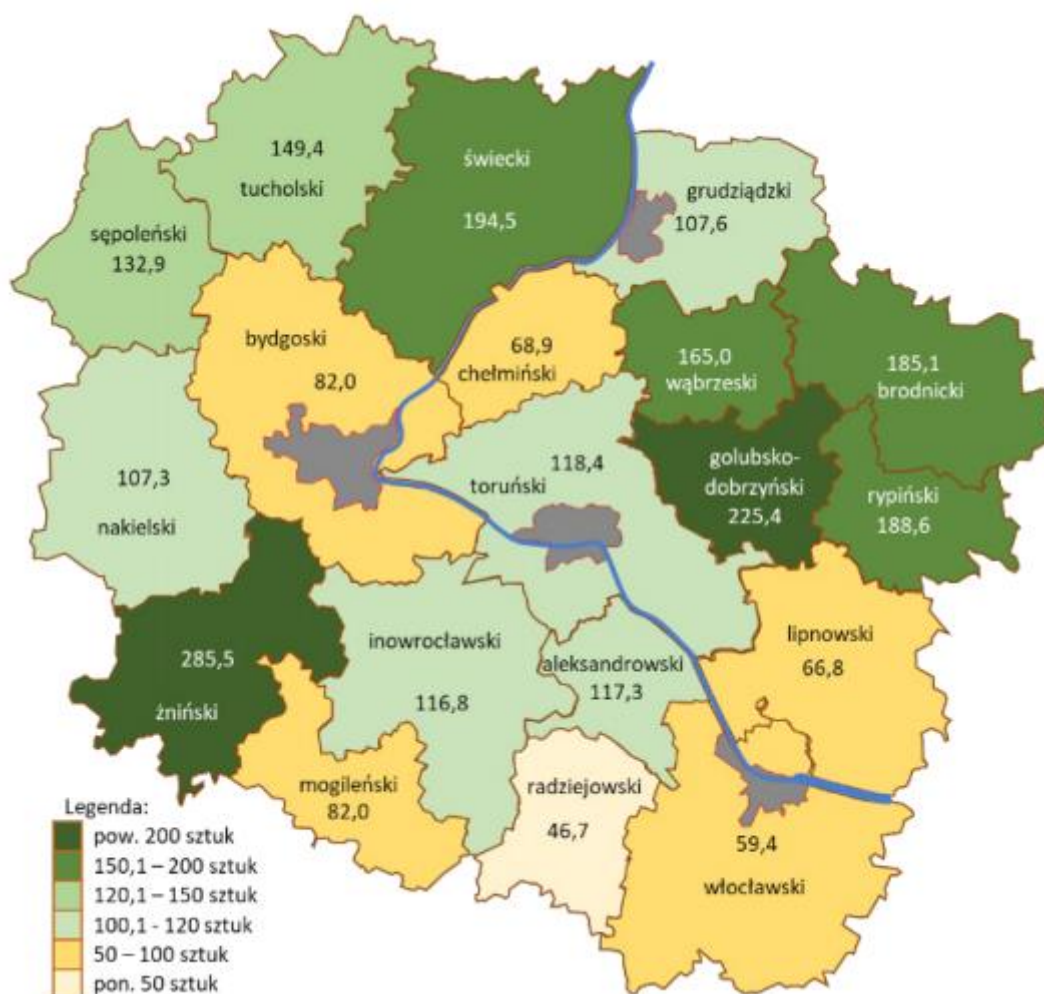 149,4
tucholski
świecki
194,5
grudziądzki
107,6
sępoleński
132,9
bydgoski
82,0
68,9
chełmiński
165,0
wąbrzeski
185,1
brodnicki
107,3
nakielski
118,4
toruński
golubsko-
dobrzyński
225,4
rypiński
188,6
285,5
żniński
inowrocławski
116,8
aleksandrowski
117,3
lipnowski
66,8
mogileński
82,0
radziejowski
46,7
59,4
włocławski
Legenda:
pow. 200 sztuk
150,1 – 200 sztuk
120,1 – 150 sztuk
100,1 - 120 sztuk
50 – 100 sztuk
pon. 50 sztuk